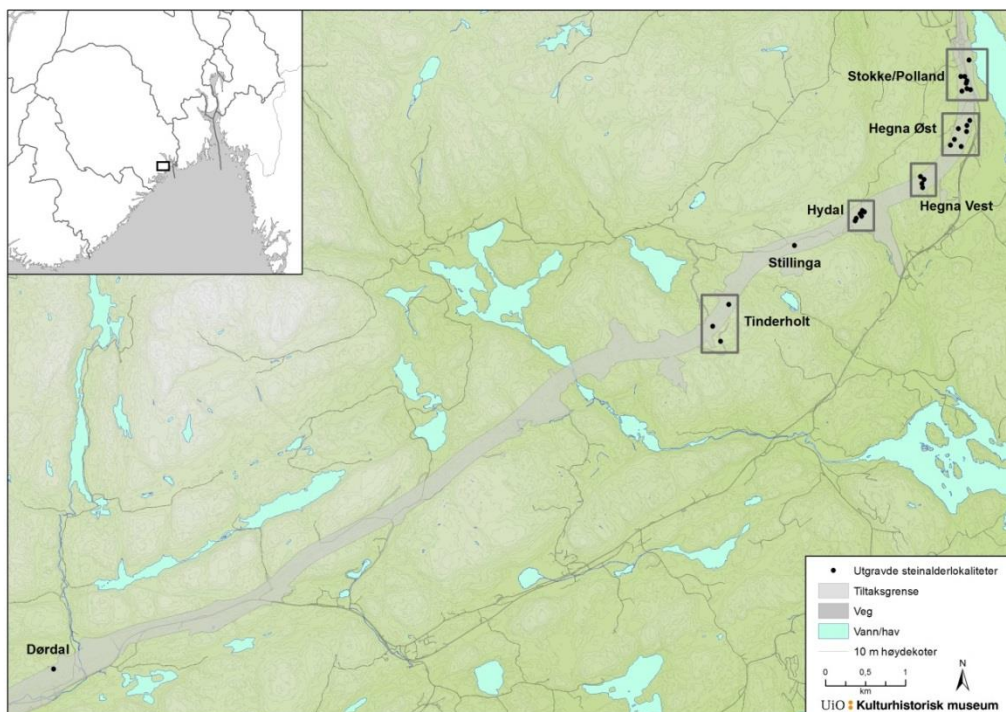 Stokke/Polland
Hegna Øst
Hegna Vest
Hydal
Stillinga
Tinderholt
Dørdal
Utgravde steinalderlokaliteter
Tiltaksgrense
Veg
Vann/hav
10 m høydekoter
0 0,5 1
km
N
UiO Kulturhistorisk museum